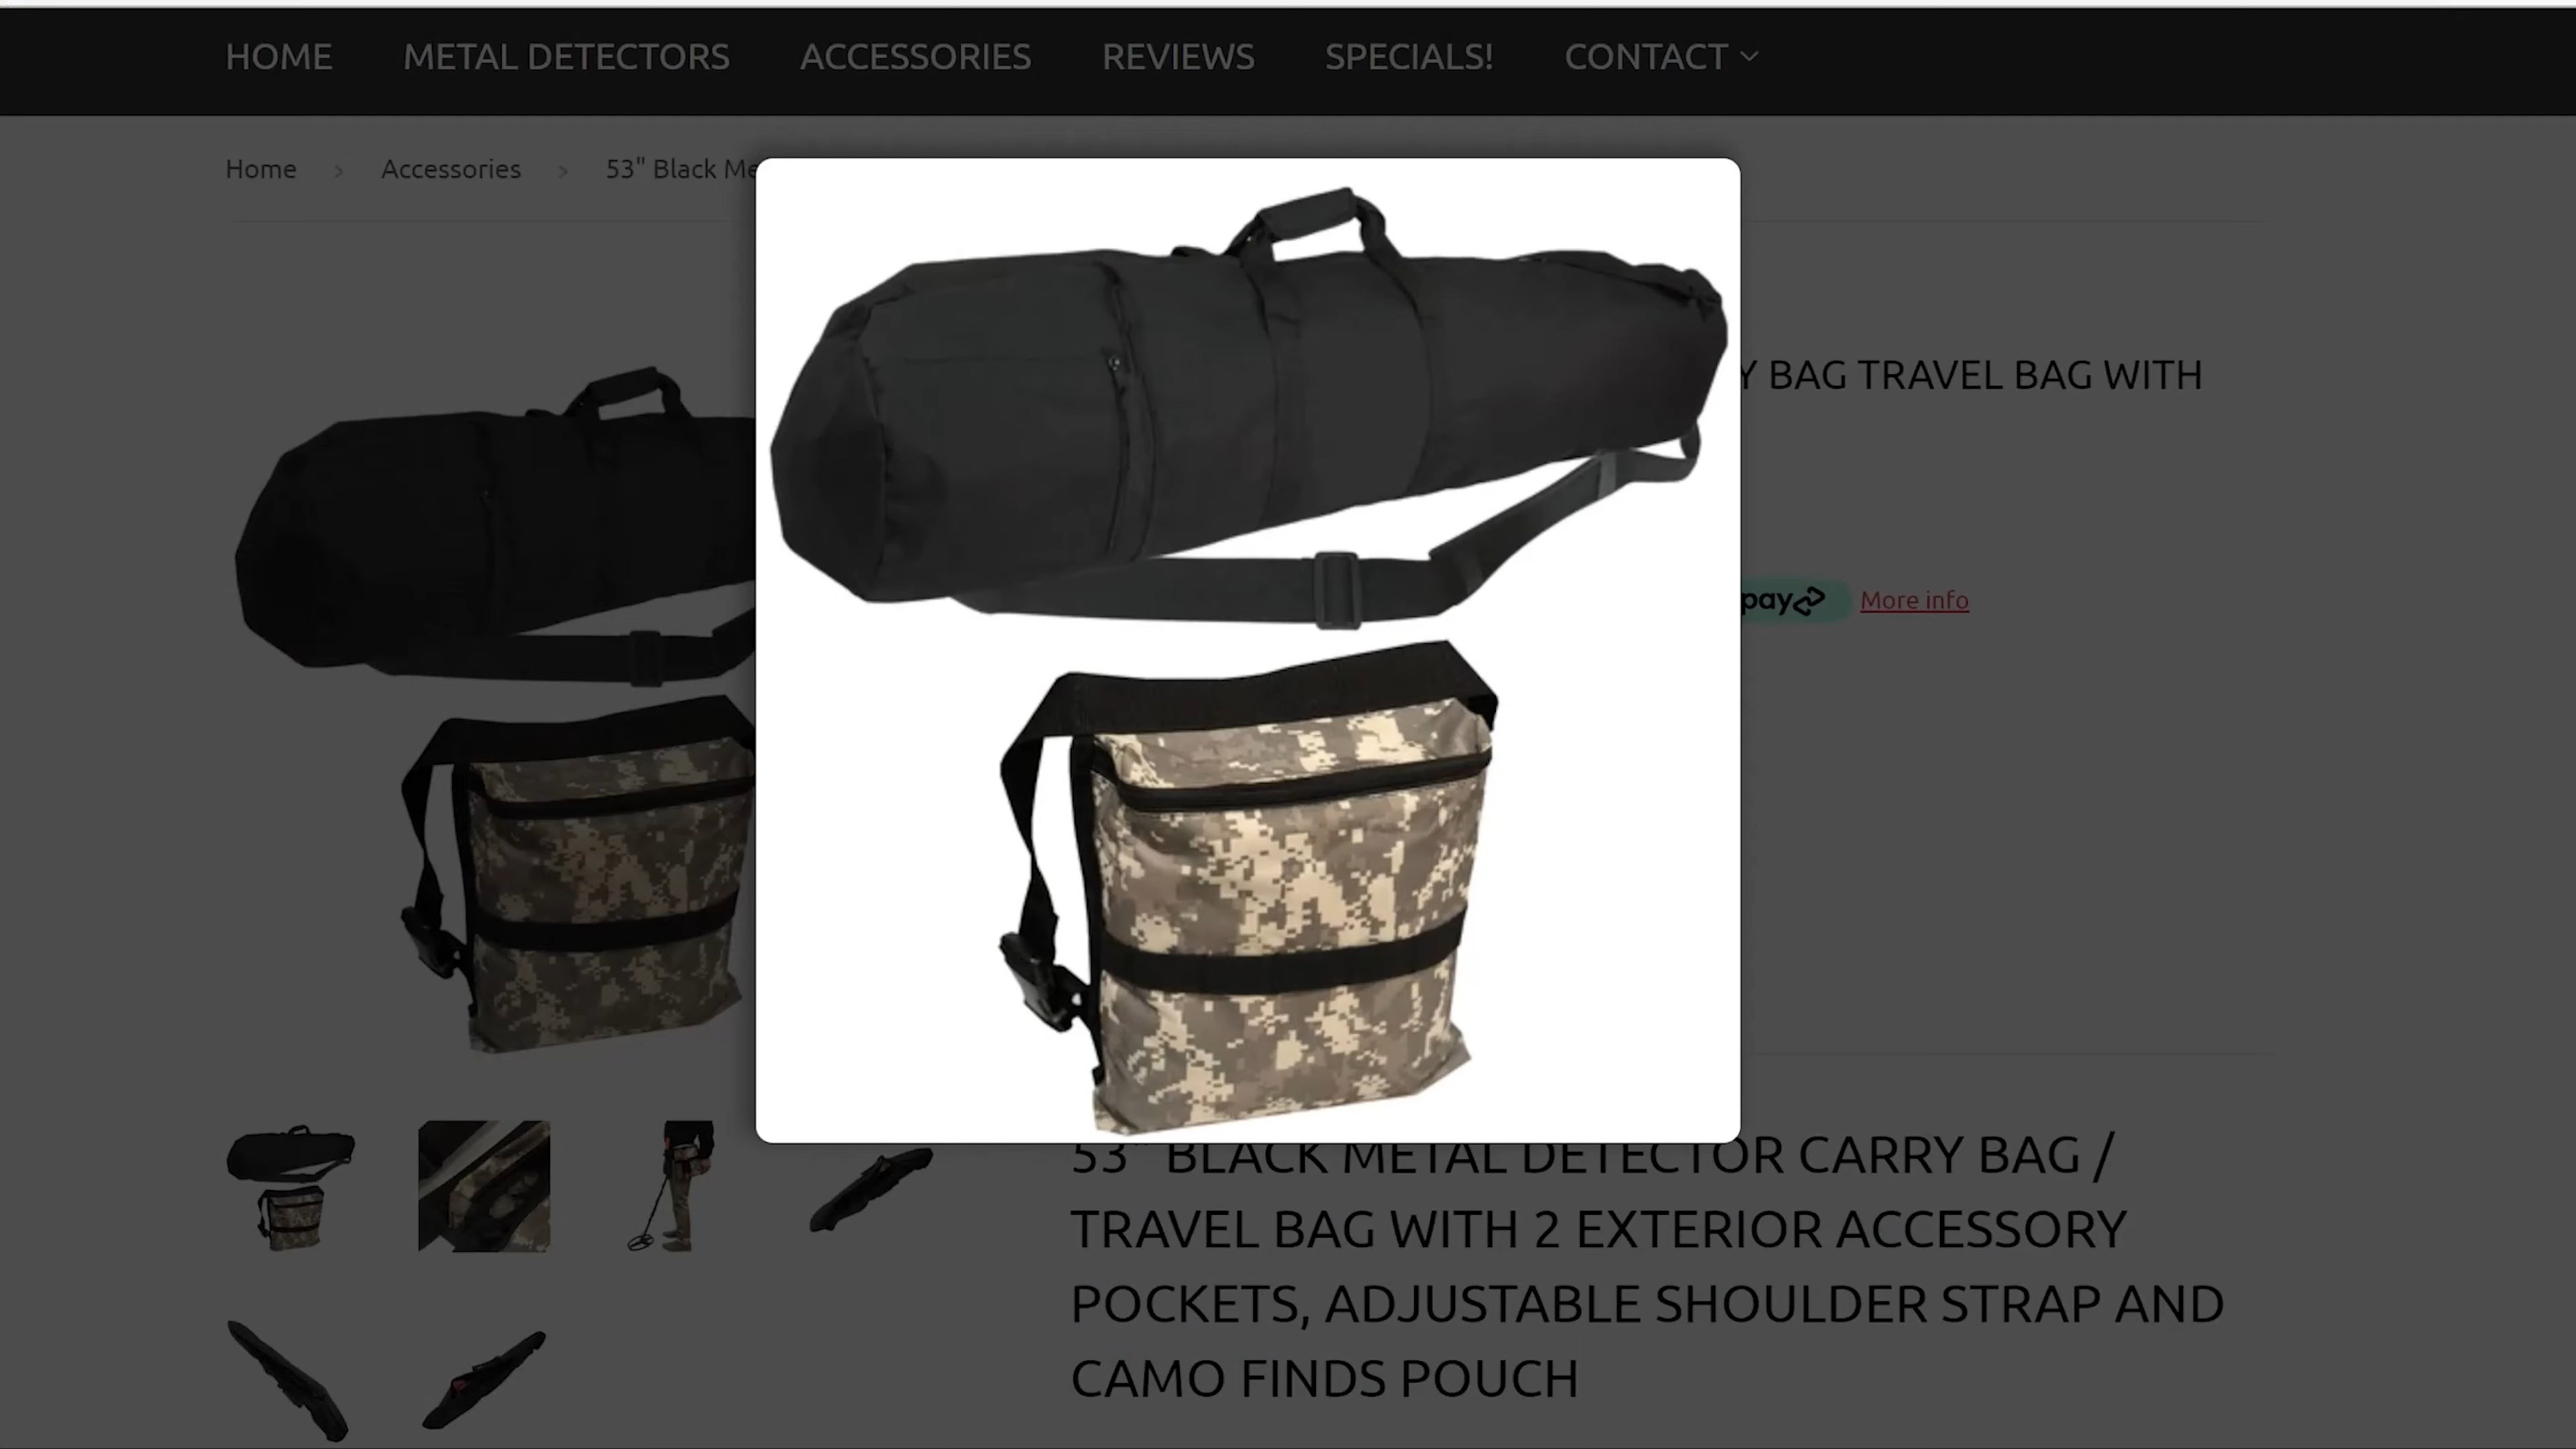 HOME METAL DETECTORS ACCESSORIES REVIEWS SPECIALS! CONTACT
Home > Accessories > 53" Black Me
Y BAG TRAVEL BAG WITH
pay More info
53" BLACK METAL DETECTOR CARRY BAG /
TRAVEL BAG WITH 2 EXTERIOR ACCESSORY
POCKETS, ADJUSTABLE SHOULDER STRAP AND
CAMO FINDS POUCH